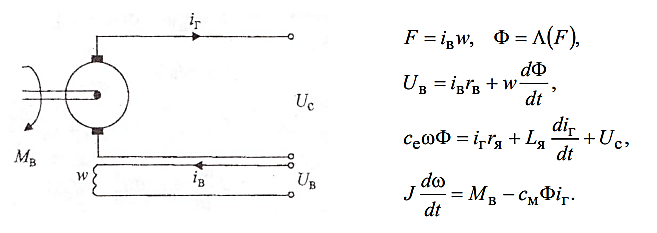 i_Г
U_С
M_В
w
i_В
U_В
F = i_В w, Φ = Λ(F),
U_В = i_В r_В + w dΦ/dt,
c_е ωΦ = i_Г r_Я + L_Я di_Г/dt + U_С,
J dω/dt = M_В − c_М Φ i_Г.